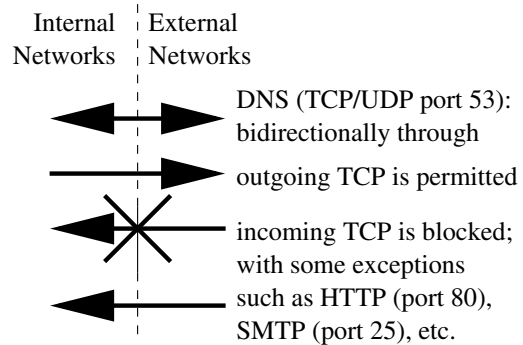 Internal
Networks
External
Networks
DNS (TCP/UDP port 53):
bidirectionally through
outgoing TCP is permitted
incoming TCP is blocked;
with some exceptions
such as HTTP (port 80),
SMTP (port 25), etc.